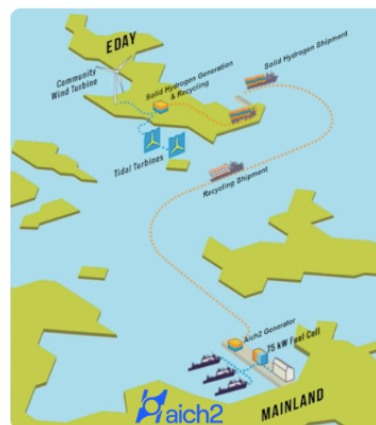 EDAY
Community
Wind Turbine
Solid Hydrogen Shipment
Solid Hydrogen Generation
& Recycling
Tidal Turbines
Recycling Shipment
Aich2 Generator
75 kW Fuel Cell
aich2
MAINLAND